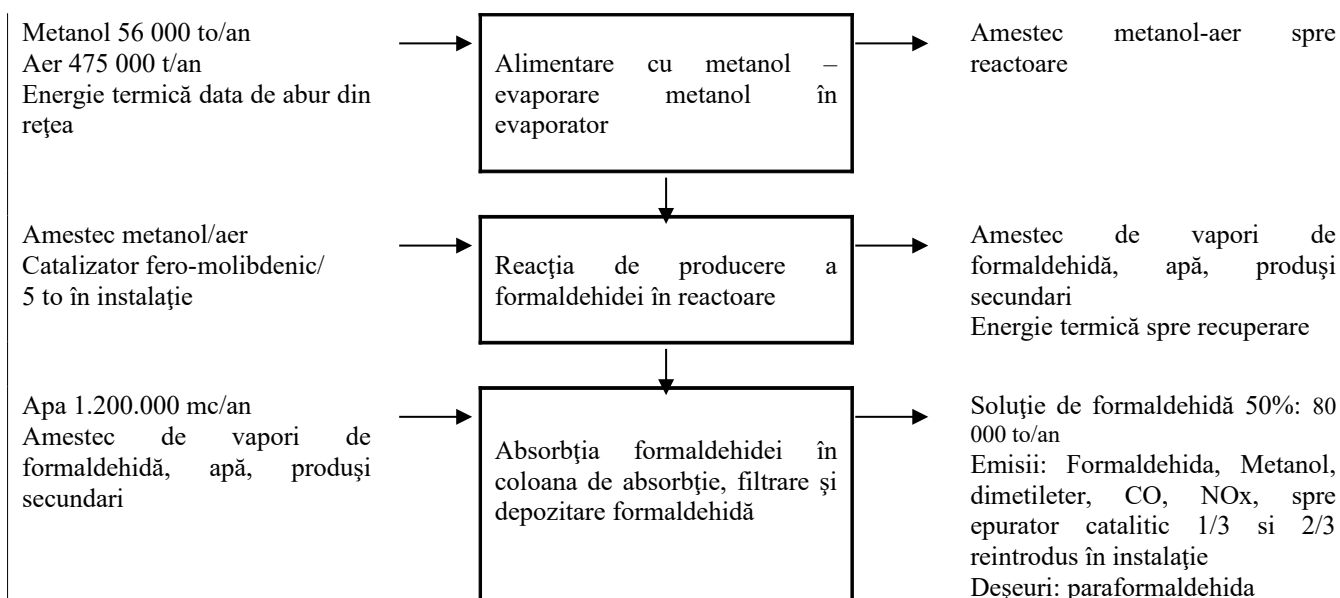 Metanol 56 000 to/an
Aer 475 000 t/an
Energie termică data de abur din
reţea
Alimentare cu metanol –
evaporare metanol în
evaporator
Amestec metanol-aer spre
reactoare
Amestec metanol/aer
Catalizator fero-molibdenic/
5 to în instalaţie
Reacţia de producere a
formaldehidei în reactoare
Amestec de vapori de
formaldehidă, apă, produşi
secundari
Energie termică spre recuperare
Apa 1.200.000 mc/an
Amestec de vapori de
formaldehidă, apă, produşi
secundari
Absorbţia formaldehidei în
coloana de absorbţie, filtrare şi
depozitare formaldehidă
Soluţie de formaldehidă 50%: 80
000 to/an
Emisii: Formaldehida, Metanol,
dimetileter, CO, NOx, spre
epurator catalitic 1/3 si 2/3
reintrodus în instalaţie
Deşeuri: paraformaldehida